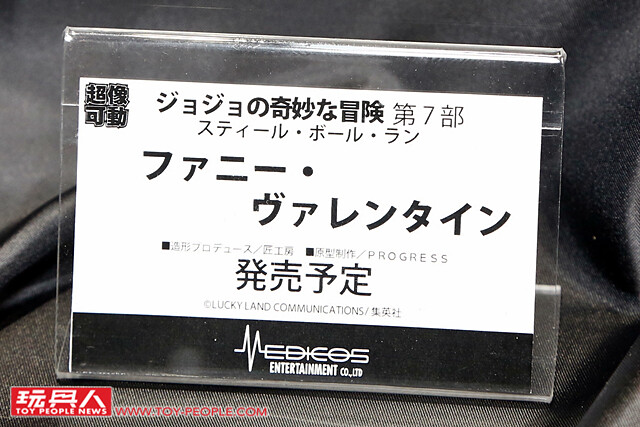 超像可動
ジョジョの奇妙な冒険 第7部
スティール・ボール・ラン
ファニー・
ヴァレンタイン
■造形プロデュース／匠工房 ■原型制作／PROGRESS
発売予定
©LUCKY LAND COMMUNICATIONS/集英社
MEDICOS
ENTERTAINMENT CO.,LTD
玩具人
TOY PEOPLE NEWS WWW.TOY-PEOPLE.COM